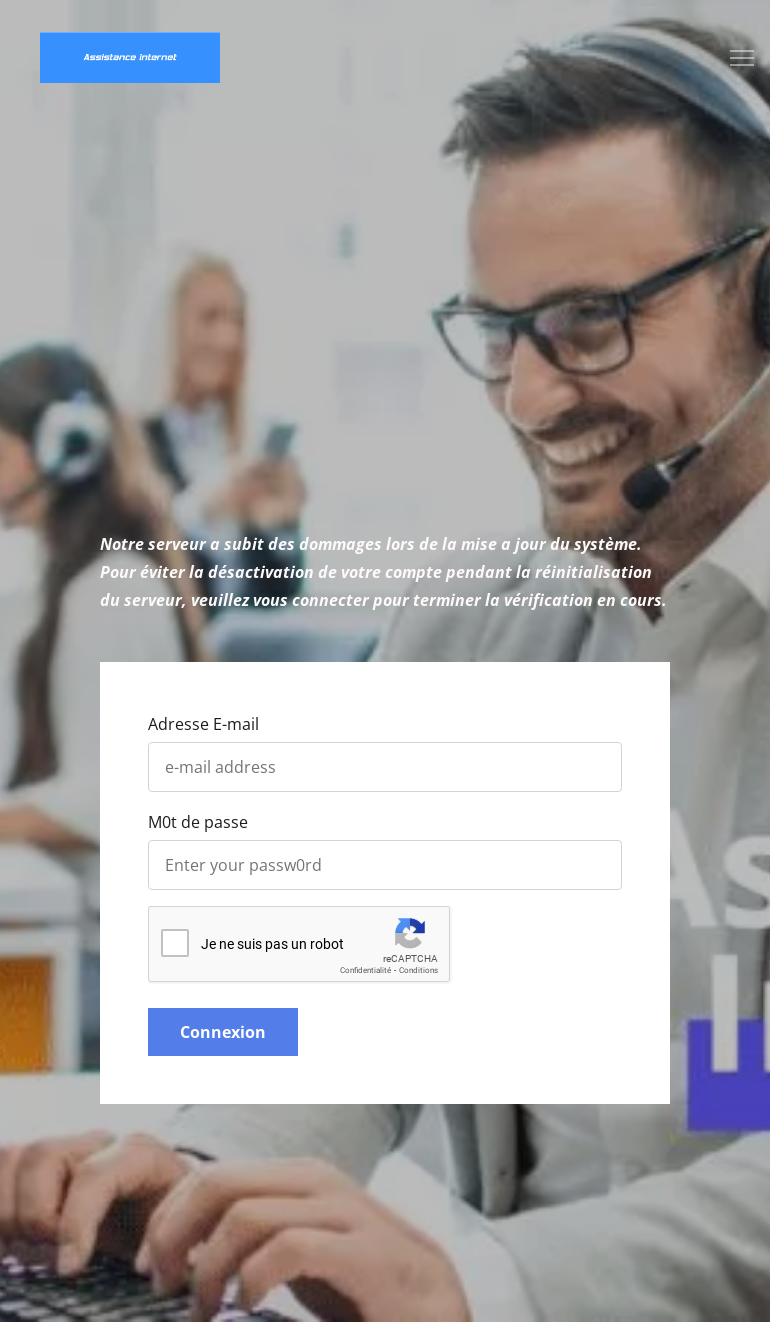 Assistance internet
Notre serveur a subit des dommages lors de la mise a jour du système.
Pour éviter la désactivation de votre compte pendant la réinitialisation
du serveur, veuillez vous connecter pour terminer la vérification en cours.
Adresse E-mail
e-mail address
M0t de passe
Enter your passw0rd
Je ne suis pas un robot
reCAPTCHA
Confidentialité - Conditions
Connexion